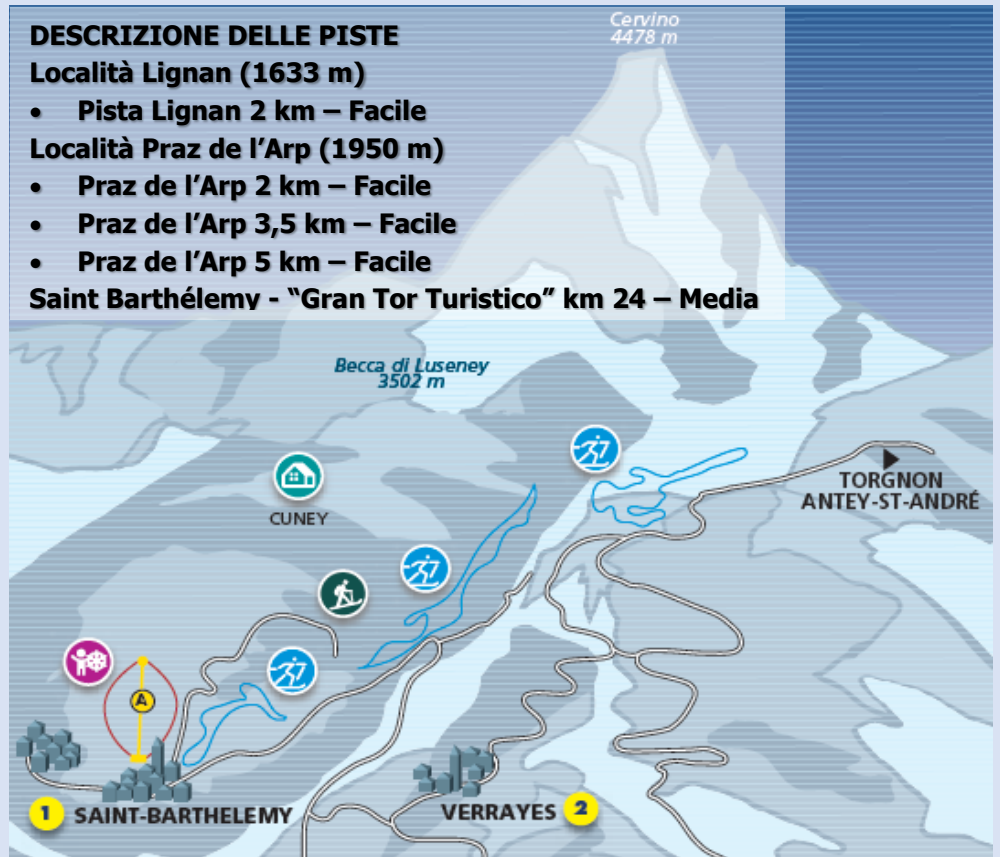 DESCRIZIONE DELLE PISTE
Località Lignan (1633 m)
• Pista Lignan 2 km – Facile
Località Praz de l’Arp (1950 m)
• Praz de l’Arp 2 km – Facile
• Praz de l’Arp 3,5 km – Facile
• Praz de l’Arp 5 km – Facile
Saint Barthélemy - “Gran Tor Turistico” km 24 – Media
Cervino
4478 m
Becca di Luseney
3502 m
CUNEY
TORGNON
ANTEY-ST-ANDRÉ
A
1 SAINT-BARTHELEMY
VERRAYES 2